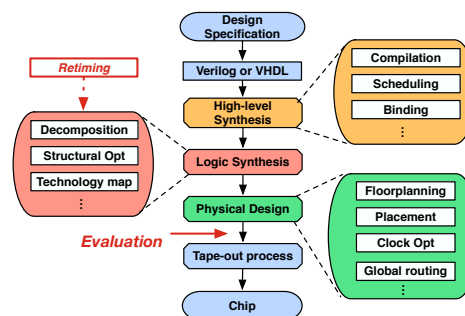 Design
Specification
Verilog or VHDL
High-level
Synthesis
Logic Synthesis
Physical Design
Evaluation
Tape-out process
Chip
Retiming
Decomposition
Structural Opt
Technology map
⋮
Compilation
Scheduling
Binding
⋮
Floorplanning
Placement
Clock Opt
Global routing
⋮